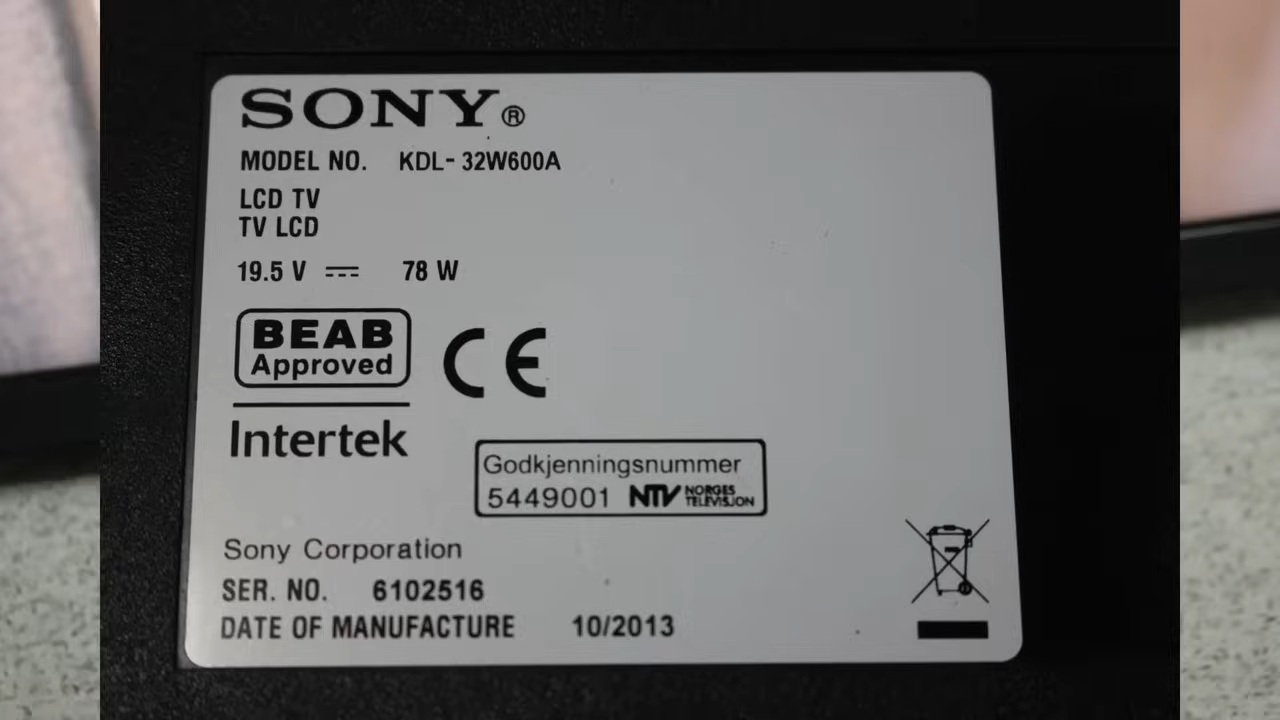 SONY®
MODEL NO. KDL-32W600A
LCD TV
TV LCD
19.5 V ⎓ 78 W
BEAB
Approved
CE
Intertek
Godkjenningsnummer
5449001 NTV NORGES TELEVISJON
Sony Corporation
SER. NO. 6102516
DATE OF MANUFACTURE 10/2013